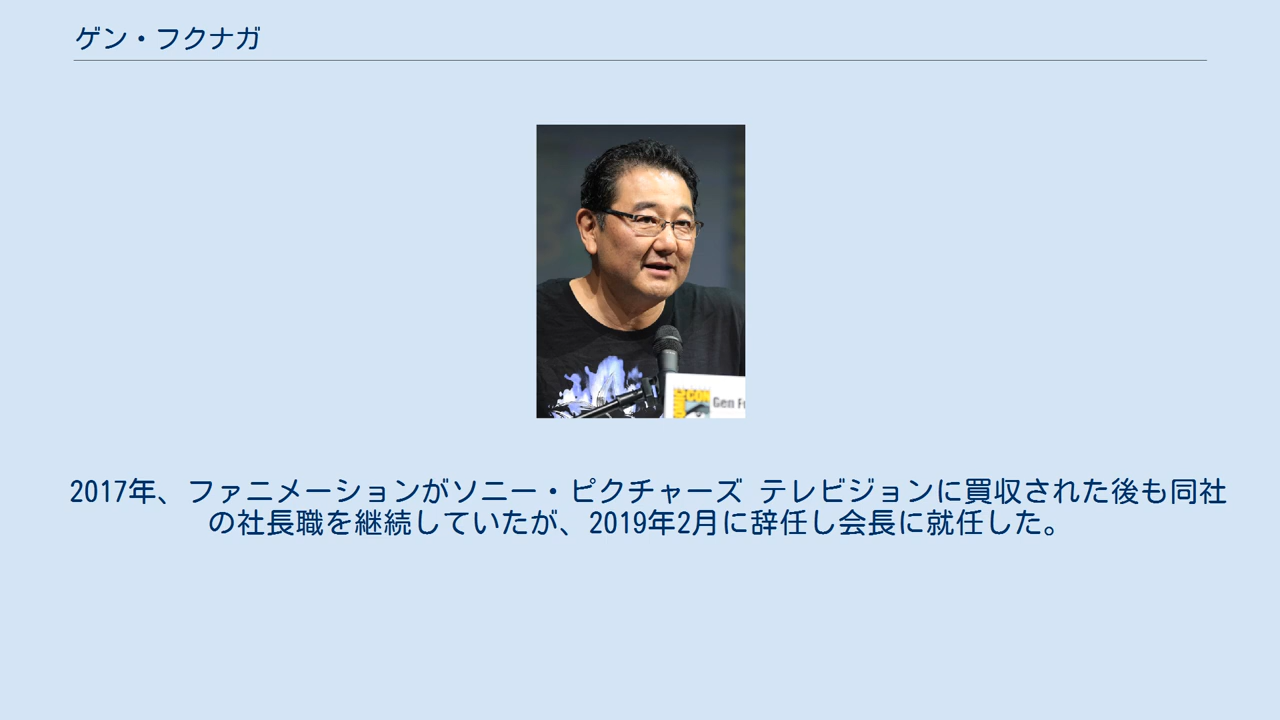 ゲン・フクナガ
COMIC CON
Gen
2017年、ファニメーションがソニー・ピクチャーズ テレビジョンに買収された後も同社
の社長職を継続していたが、2019年2月に辞任し会長に就任した。